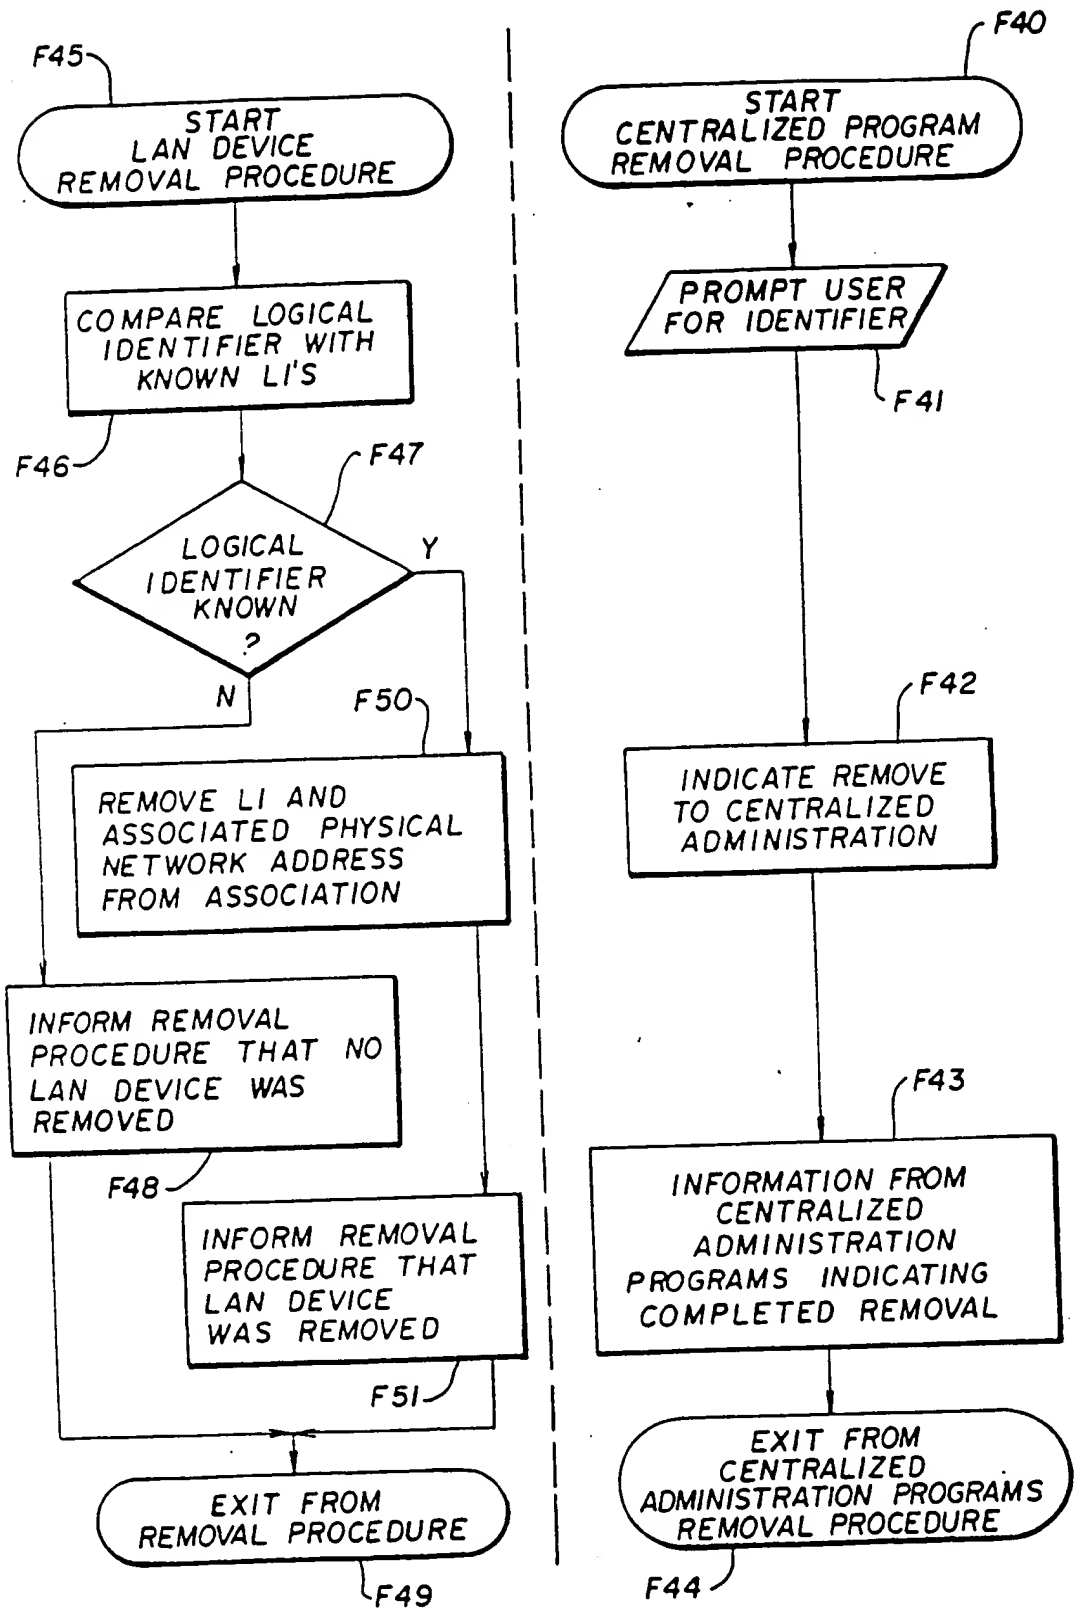 F45
START
LAN DEVICE
REMOVAL PROCEDURE
COMPARE LOGICAL
IDENTIFIER WITH
KNOWN LI'S
F46
F47
LOGICAL
IDENTIFIER
KNOWN
?
Y
N
F50
REMOVE LI AND
ASSOCIATED PHYSICAL
NETWORK ADDRESS
FROM ASSOCIATION
INFORM REMOVAL
PROCEDURE THAT NO
LAN DEVICE WAS
REMOVED
F48
INFORM REMOVAL
PROCEDURE THAT
LAN DEVICE
WAS REMOVED
F51
EXIT FROM
REMOVAL PROCEDURE
F49
F40
START
CENTRALIZED PROGRAM
REMOVAL PROCEDURE
PROMPT USER
FOR IDENTIFIER
F41
F42
INDICATE REMOVE
TO CENTRALIZED
ADMINISTRATION
F43
INFORMATION FROM
CENTRALIZED
ADMINISTRATION
PROGRAMS INDICATING
COMPLETED REMOVAL
EXIT FROM
CENTRALIZED
ADMINISTRATION PROGRAMS
REMOVAL PROCEDURE
F44